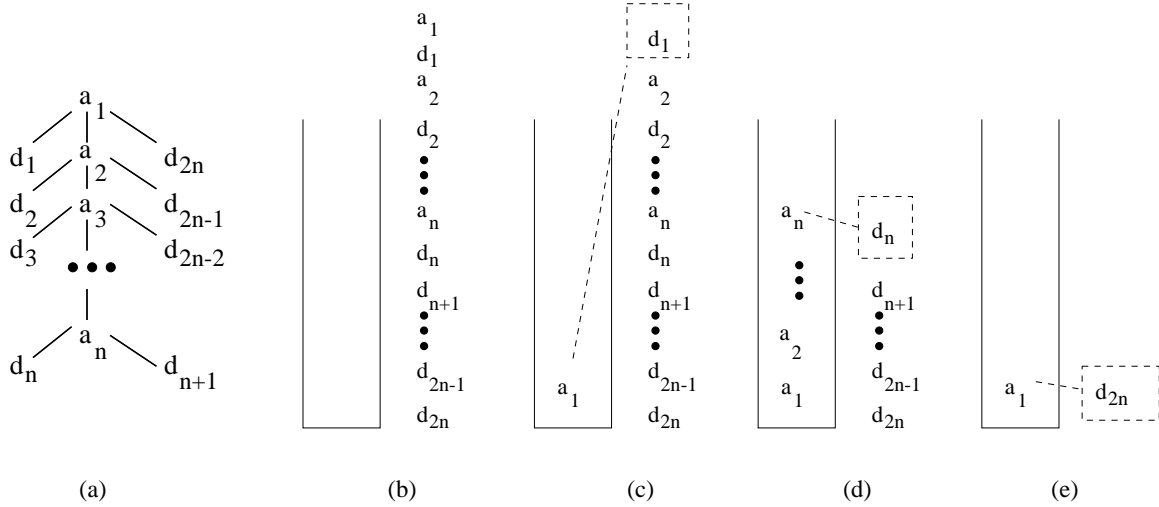 a1
d1 a2 d2n
d2 a3 d2n-1
d3 d2n-2
an
dn dn+1
(a)
a1
d1
a2
d2
an
dn
dn+1
d2n-1
d2n
(b)
d1
a2
d2
an
dn
dn+1
d2n-1
a1
d2n
(c)
an dn
dn+1
a2
d2n-1
a1
d2n
(d)
a1 d2n
(e)